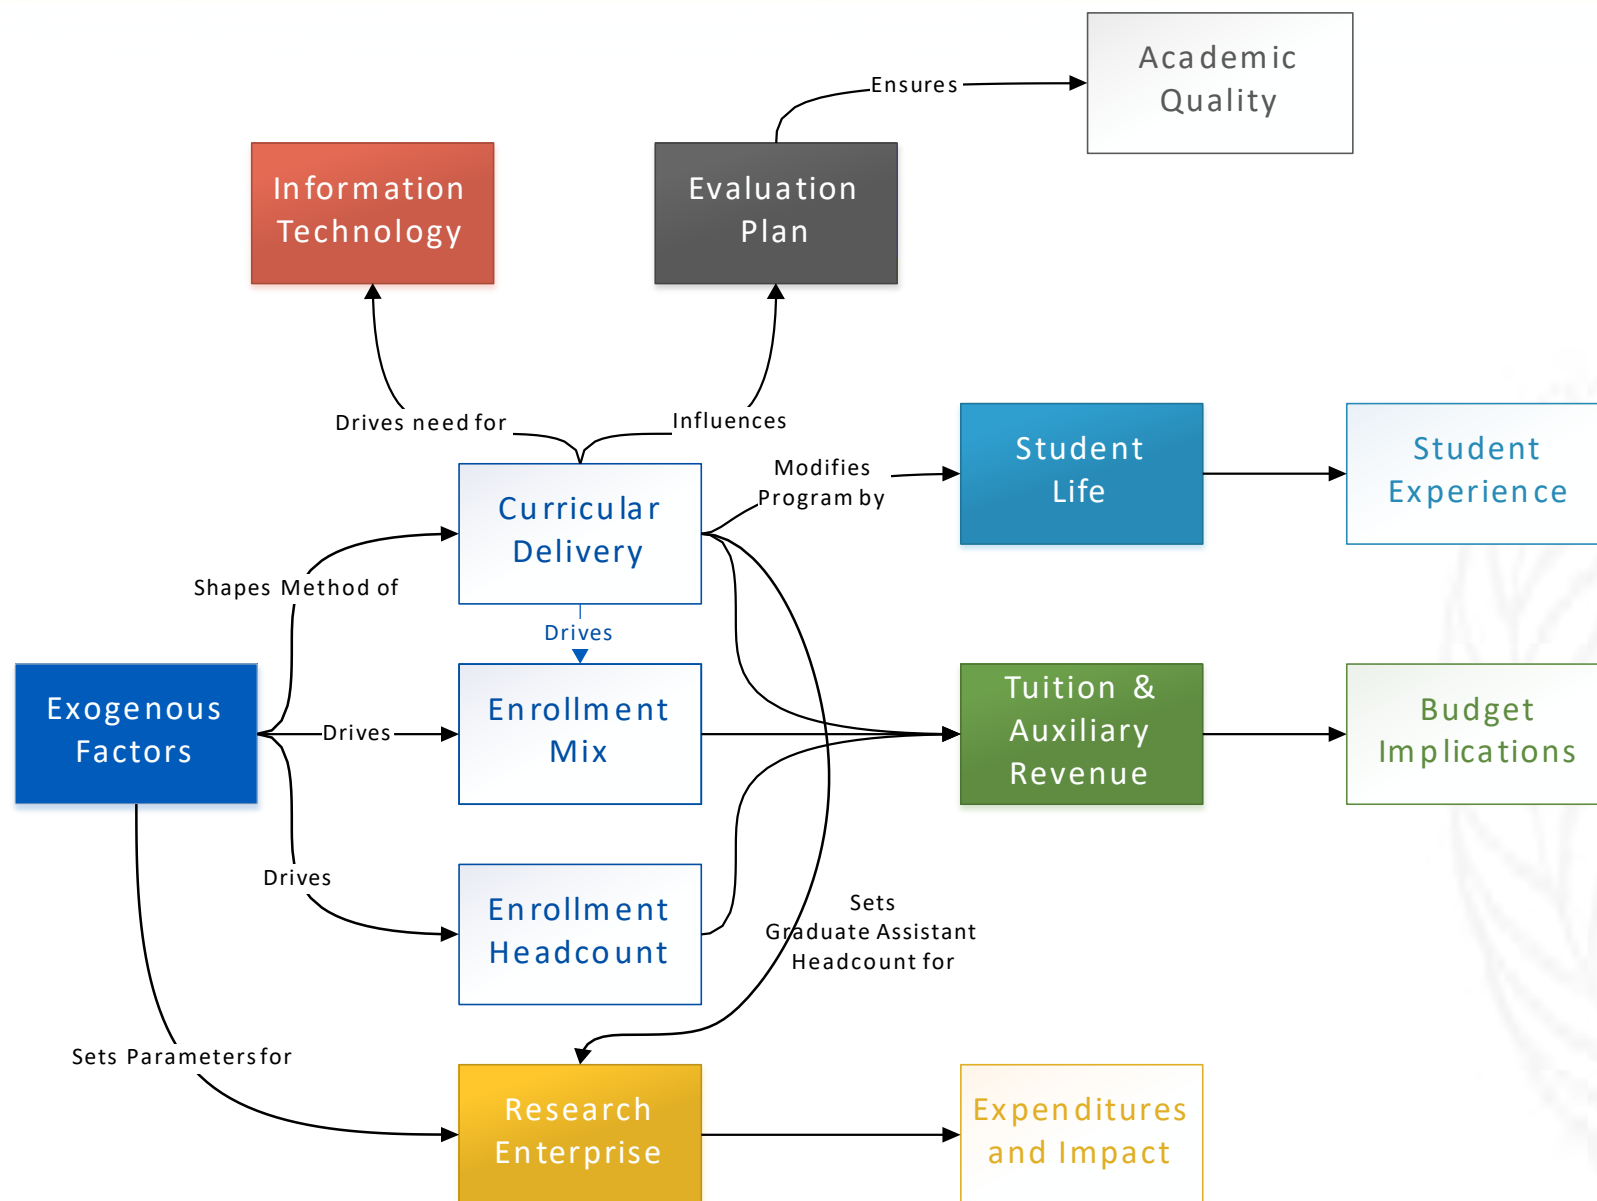 Academic
Quality
Ensures
Information
Technology
Evaluation
Plan
Drives need for
Influences
Modifies
Program by
Student
Life
Student
Experience
Curricular
Delivery
Shapes Method of
Drives
Exogenous
Factors
Drives
Enrollment
Mix
Tuition &
Auxiliary
Revenue
Budget
Implications
Drives
Enrollment
Headcount
Sets
Graduate Assistant
Headcount for
Sets Parameters for
Research
Enterprise
Expenditures
and Impact